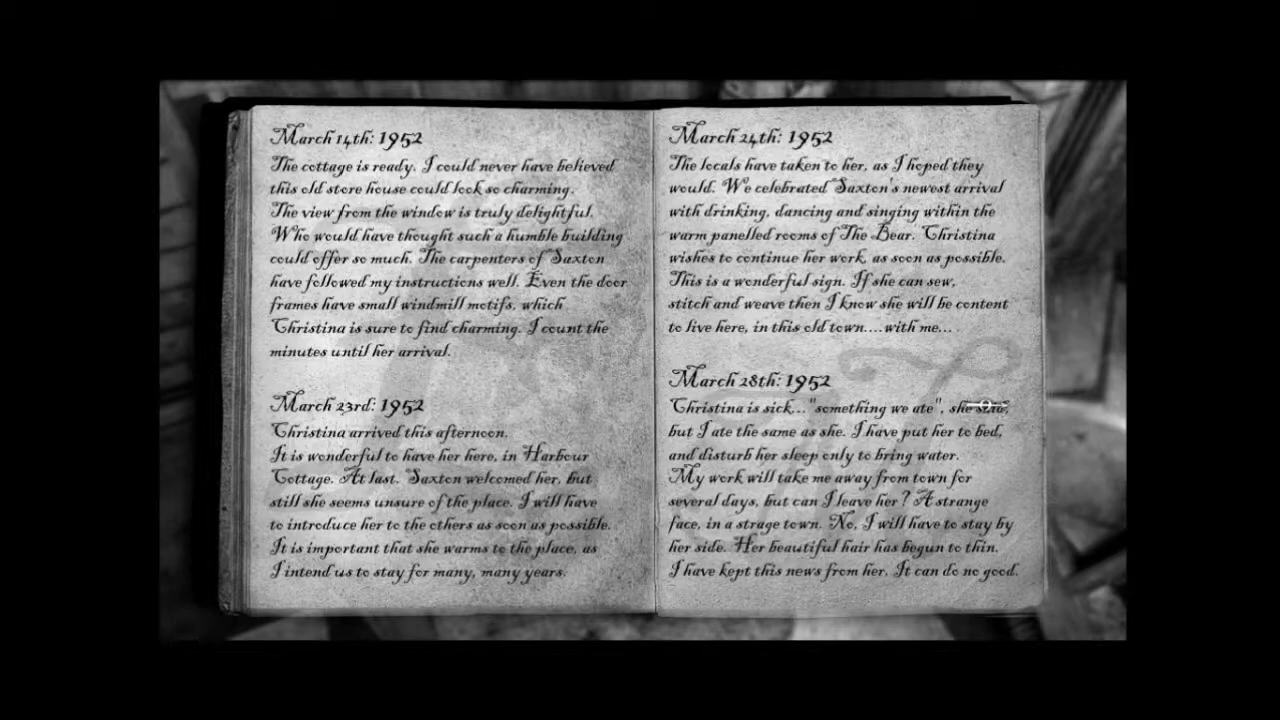 March 14th: 1952
The cottage is ready. I could never have believed
this old store house could look so charming.
The view from the window is truly delightful.
Who would have thought such a humble building
could offer so much. The carpenters of Saxton
have followed my instructions well. Even the door
frames have small windmill motifs, which
Christina is sure to find charming. I count the
minutes until her arrival.
March 23rd: 1952
Christina arrived this afternoon.
It is wonderful to have her here, in Harbour
Cottage. At last. Saxton welcomed her, but
still she seems unsure of the place. I will have
to introduce her to the others as soon as possible.
It is important that she warms to the place, as
I intend us to stay for many, many years.
March 24th: 1952
The locals have taken to her, as I hoped they
would. We celebrated Saxton's newest arrival
with drinking, dancing and singing within the
warm panelled rooms of The Bear. Christina
wishes to continue her work, as soon as possible.
This is a wonderful sign. If she can sew,
stitch and weave then I know she will be content
to live here, in this old town....with me...
March 28th: 1952
Christina is sick... "something we ate", she said,
but I ate the same as she. I have put her to bed,
and disturb her sleep only to bring water.
My work will take me away from town for
several days, but can I leave her? A strange
face, in a strage town. No, I will have to stay by
her side. Her beautiful hair has begun to thin.
I have kept this news from her. It can do no good.